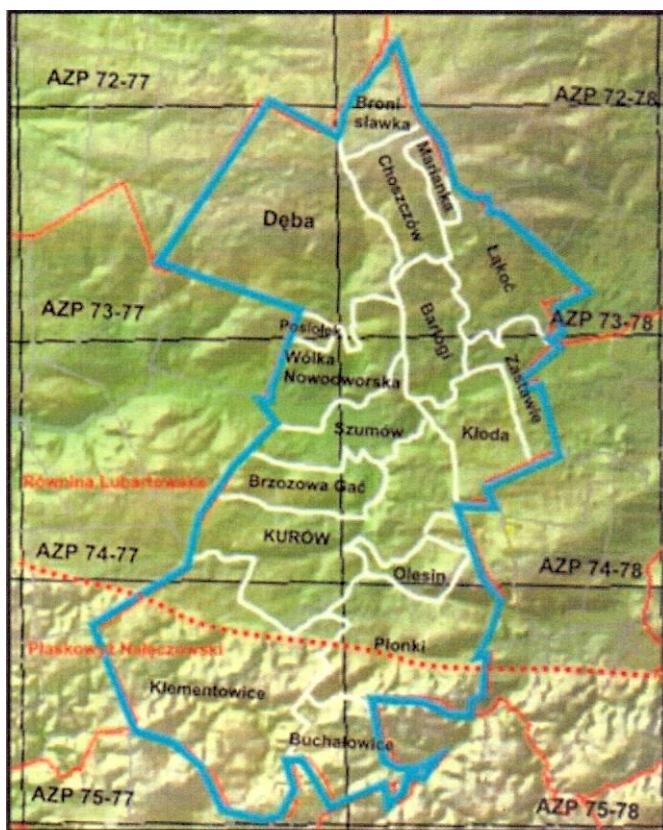 AZP 72-77
AZP 72-78
Broni
sławka
Marianka
Choszczów
Dęba
Łąkoć
AZP 73-77
AZP 73-78
Posiołek
Barłogi
Wólka
Nowodworska
Zastawie
Szumów
Kłoda
Równina Lubartowska
Brzozowa Gać
KURÓW
AZP 74-77
AZP 74-78
Olesin
Płonki
Płaskowyż Nałęczowski
Klementowice
Buchałowice
AZP 75-77
AZP 75-78